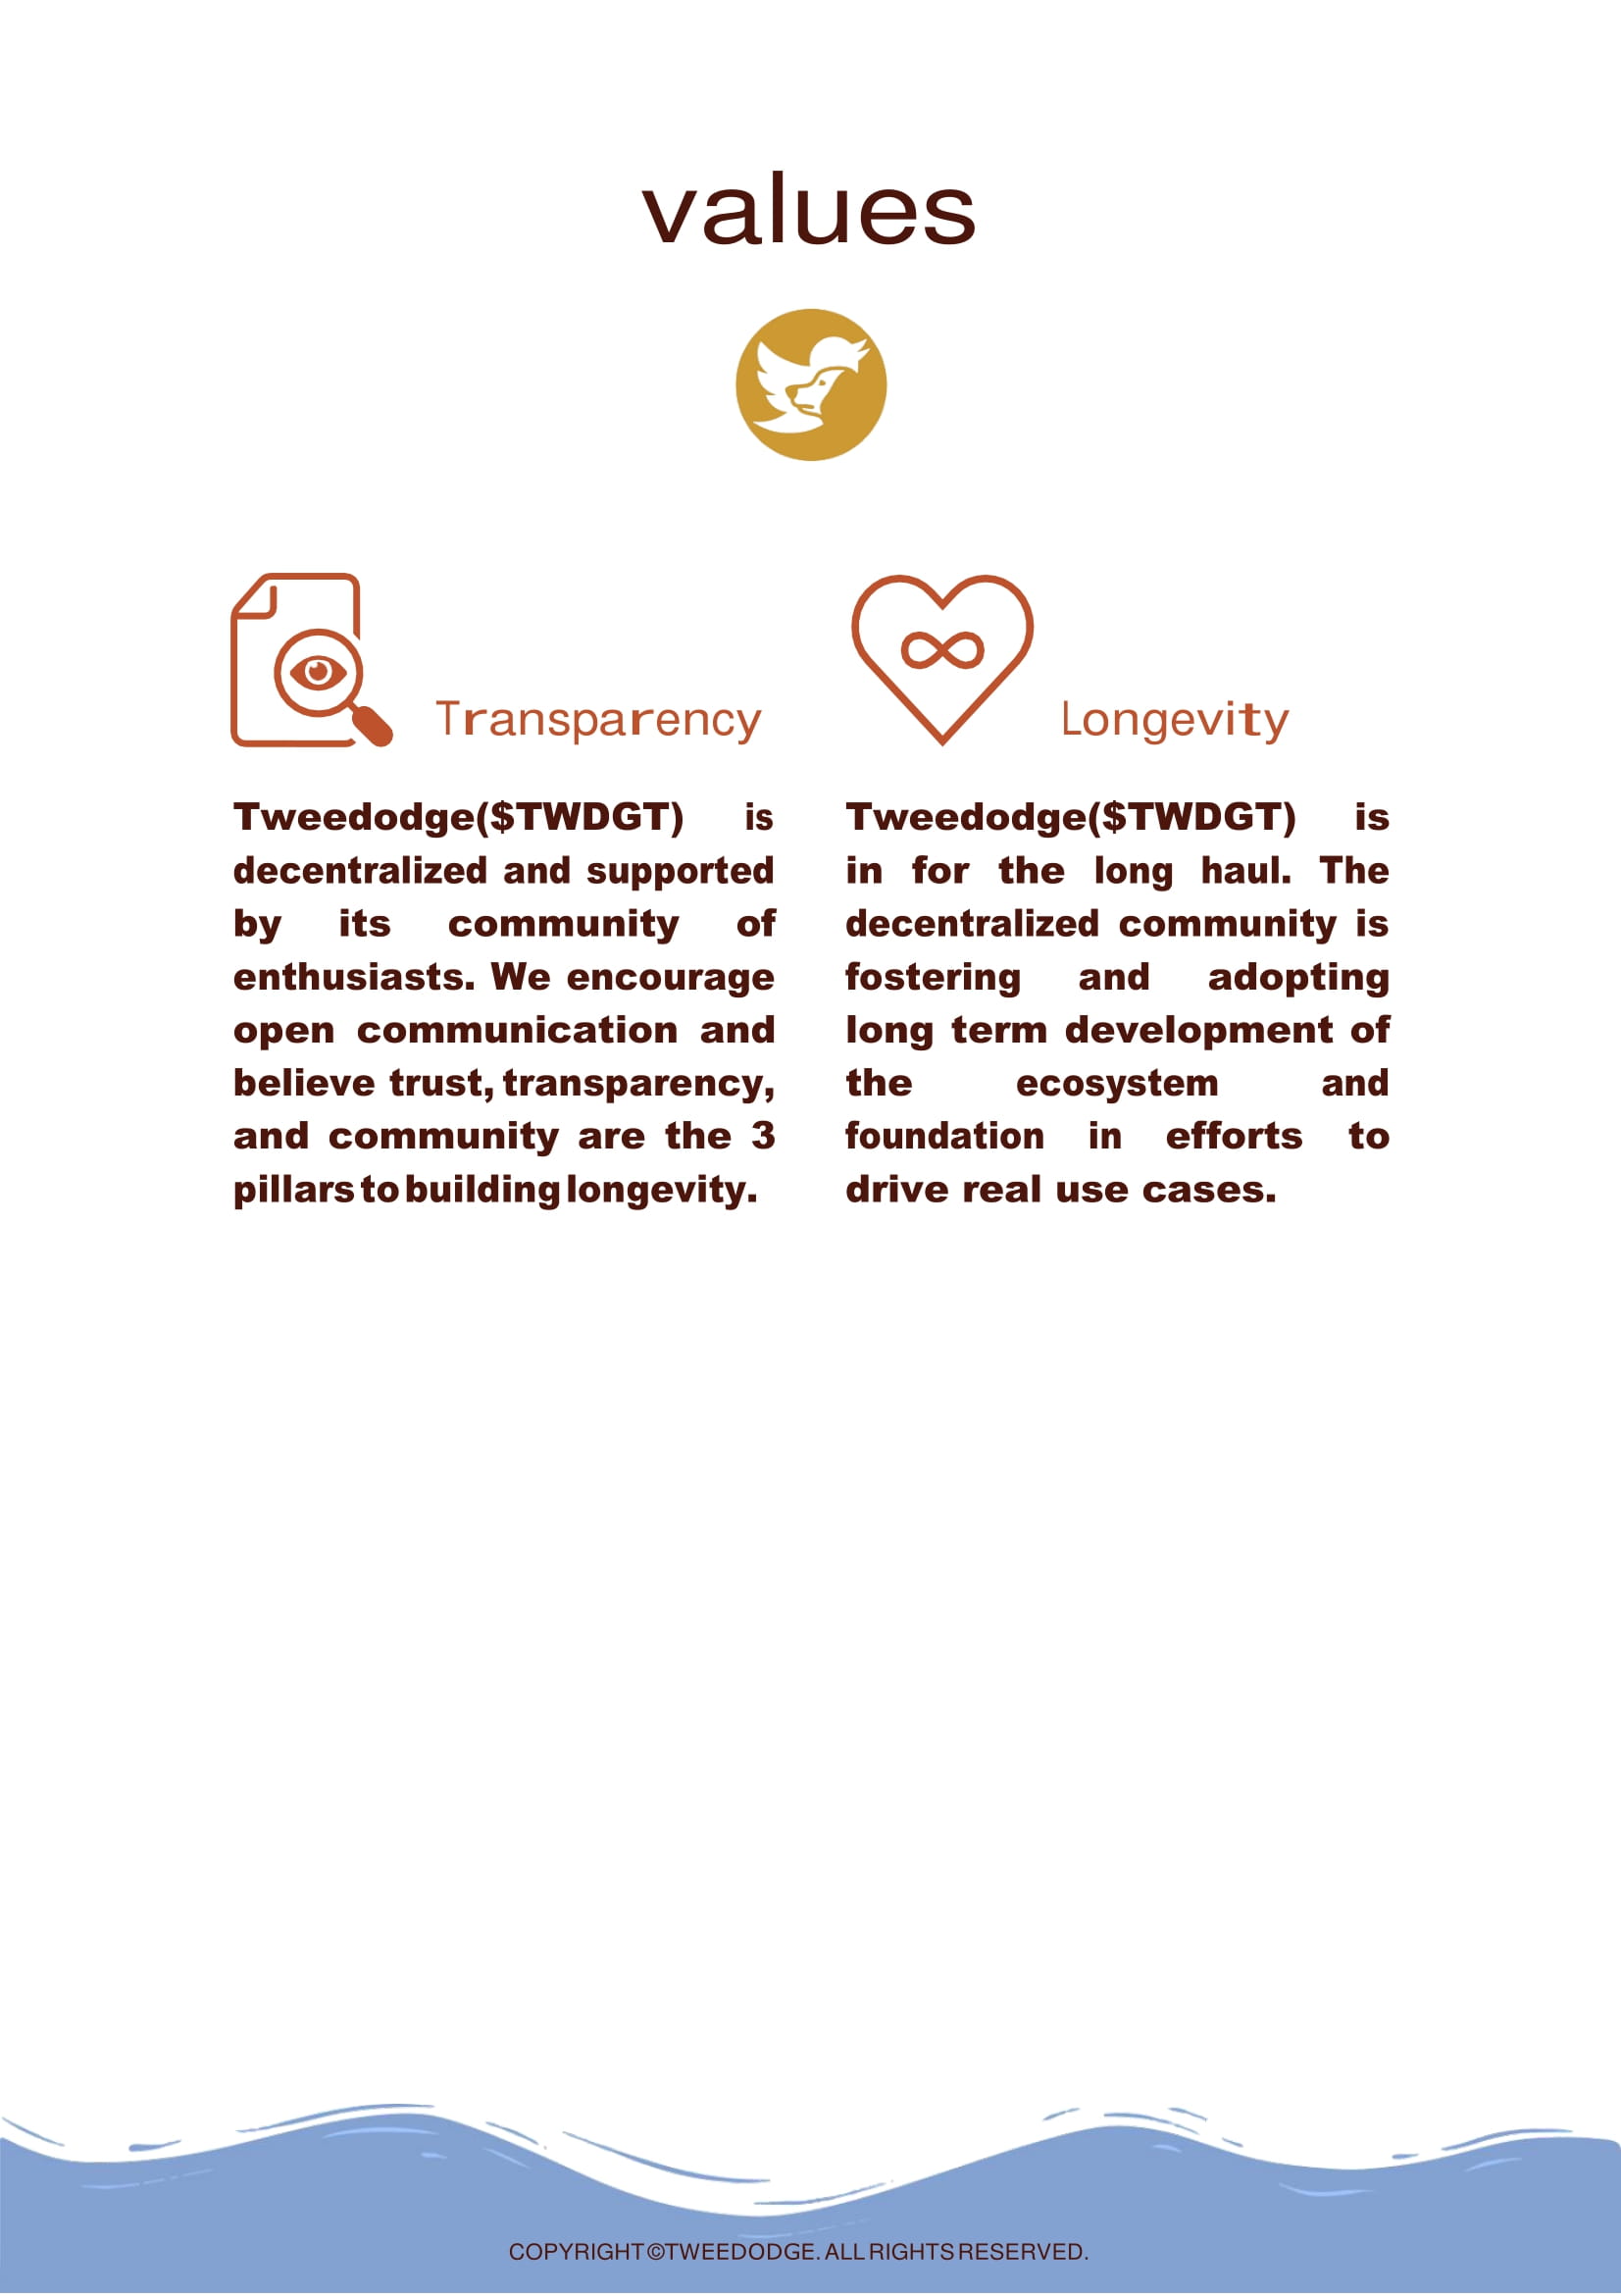 values
Transparency
Tweedodge($TWDGT) is
decentralized and supported
by its community of
enthusiasts. We encourage
open communication and
believe trust, transparency,
and community are the 3
pillars to building longevity.
Longevity
Tweedodge($TWDGT) is
in for the long haul. The
decentralized community is
fostering and adopting
long term development of
the ecosystem and
foundation in efforts to
drive real use cases.
COPYRIGHT ©TWEEDODGE. ALL RIGHTS RESERVED.